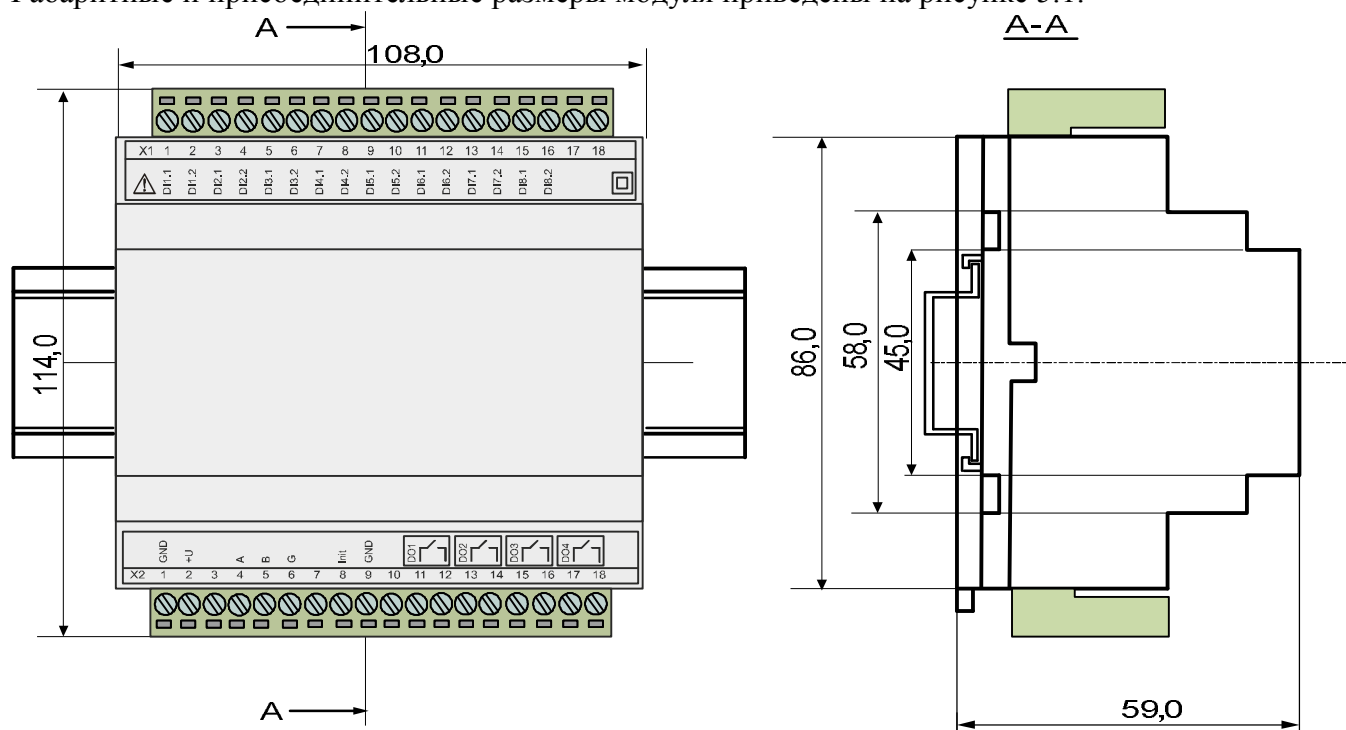 Габаритные и присоединительные размеры модуля приведены на рисунке 3.1.
A
A-A
108,0
X1 1 2 3 4 5 6 7 8 9 10 11 12 13 14 15 16 17 18
DI1.1 DI1.2 DI2.1 DI2.2 DI3.1 DI3.2 DI4.1 DI4.2 DI5.1 DI5.2 DI6.1 DI6.2 DI7.1 DI7.2 DI8.1 DI8.2
114,0
86,0
58,0
45,0
GND +U A B G Init GND DO1 DO2 DO3 DO4
X2 1 2 3 4 5 6 7 8 9 10 11 12 13 14 15 16 17 18
A
59,0